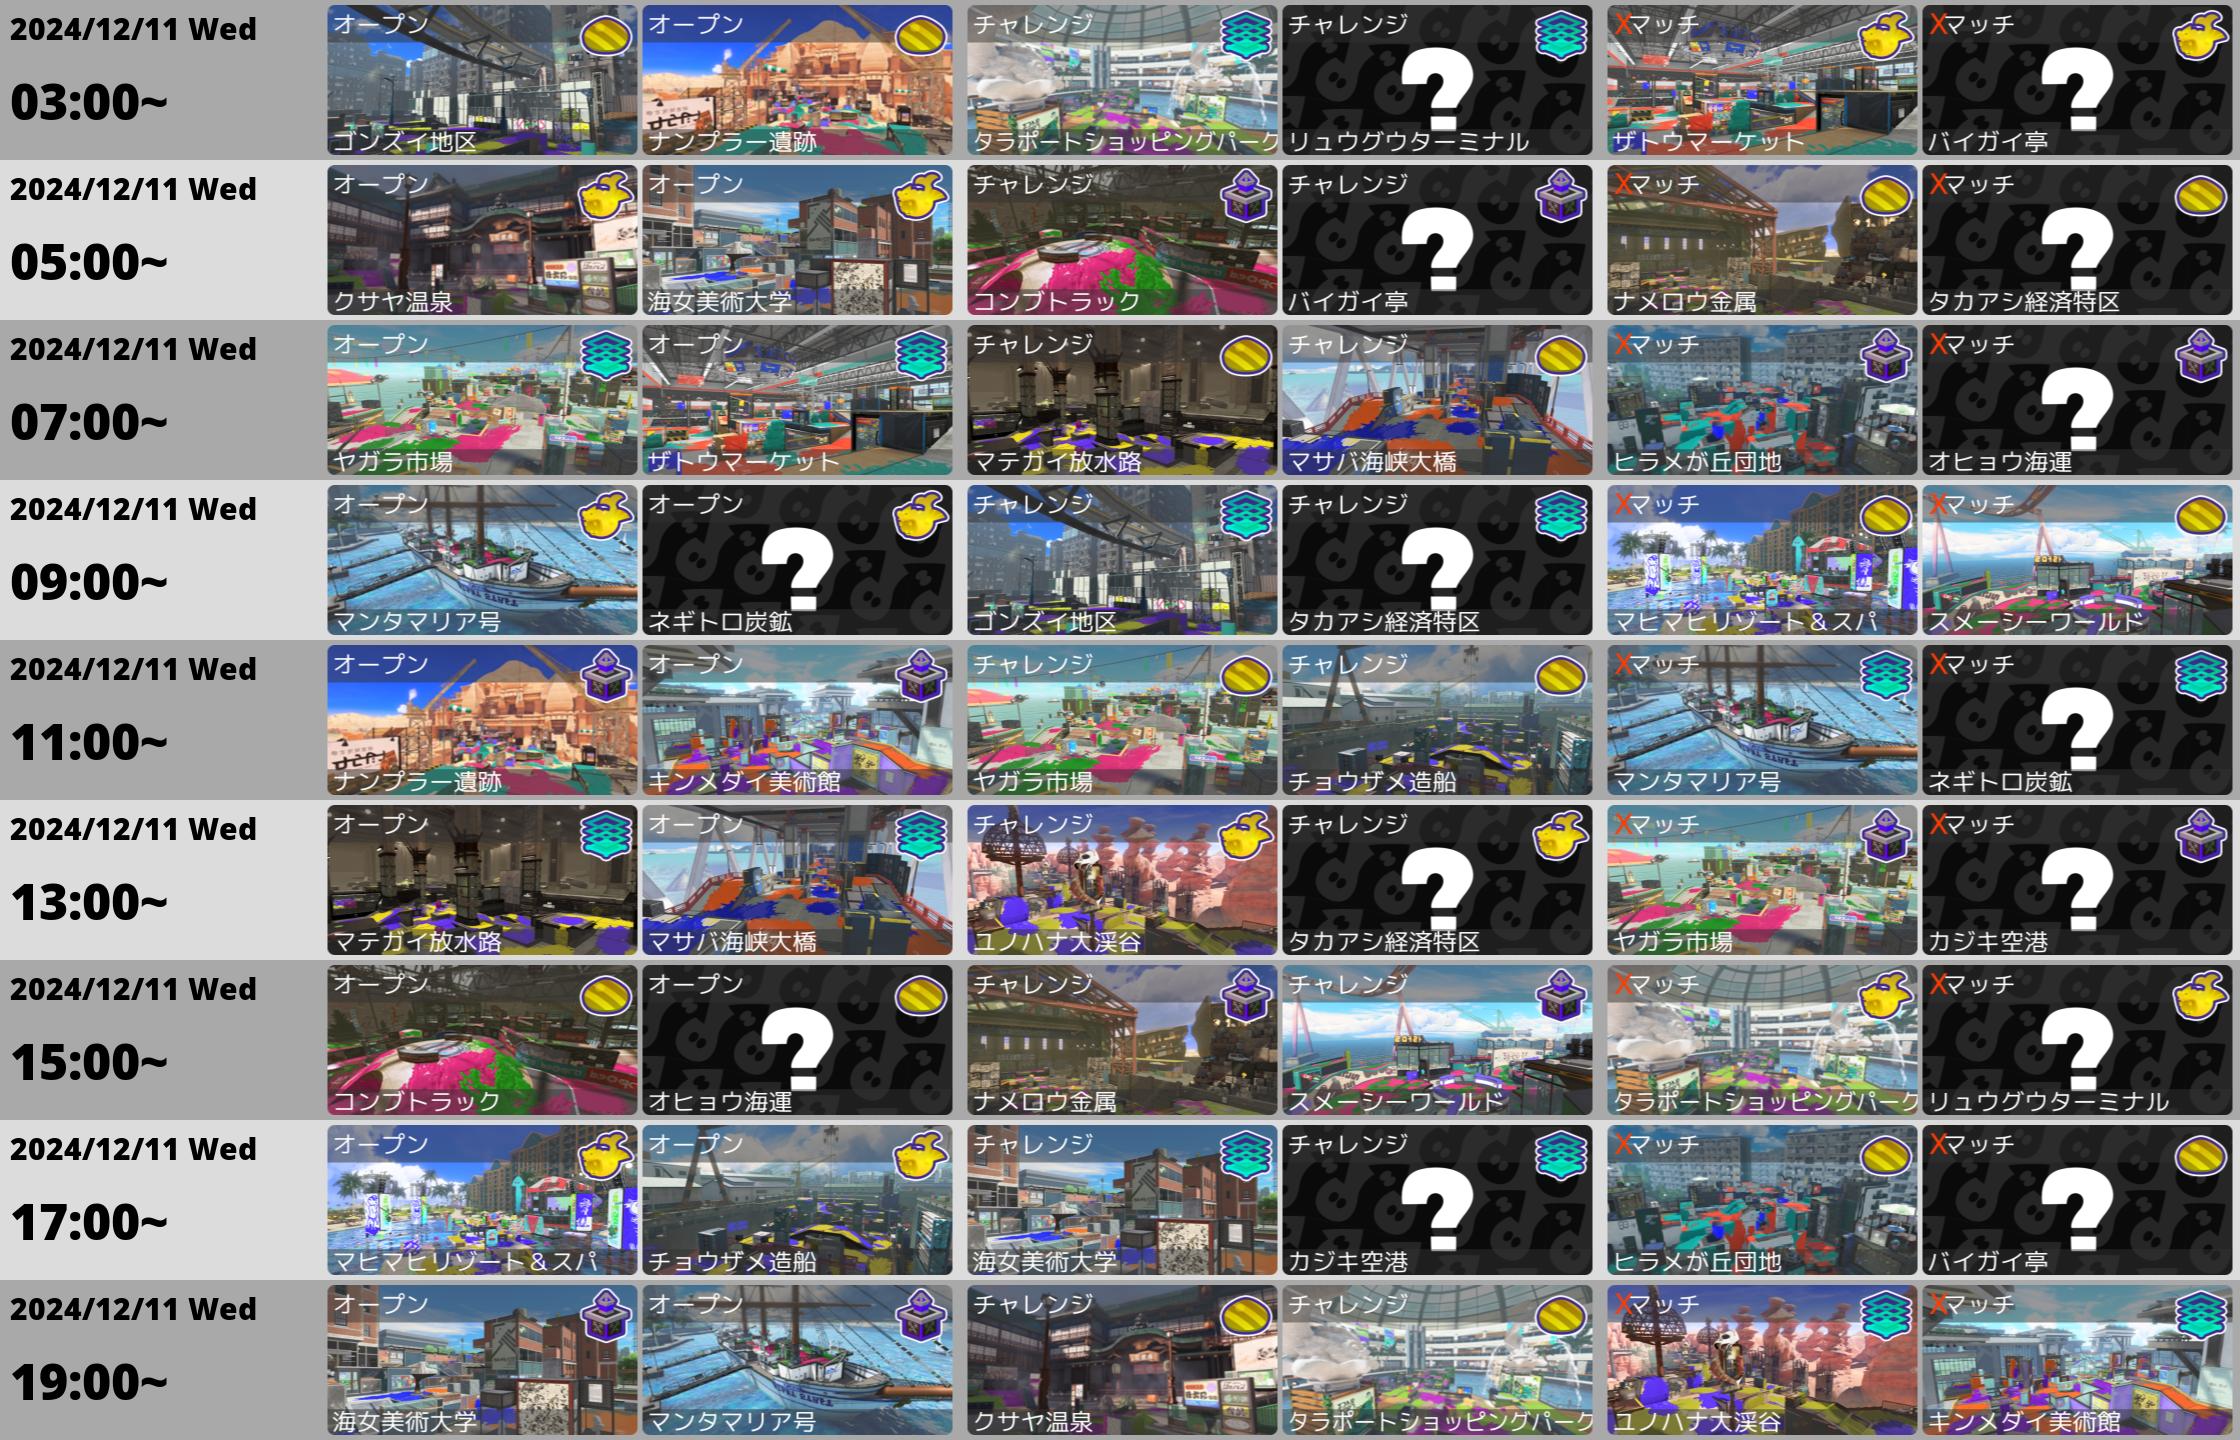 2024/12/11 Wed
03:00~
オープン
ゴンズイ地区
オープン
ナンプラー遺跡
チャレンジ
タラポートショッピングパーク
チャレンジ
リュウグウターミナル
Xマッチ
ザトウマーケット
Xマッチ
バイガイ亭
2024/12/11 Wed
05:00~
オープン
クサヤ温泉
オープン
海女美術大学
チャレンジ
コンブトラック
チャレンジ
バイガイ亭
Xマッチ
ナメロウ金属
Xマッチ
タカアシ経済特区
2024/12/11 Wed
07:00~
オープン
ヤガラ市場
オープン
ザトウマーケット
チャレンジ
マテガイ放水路
チャレンジ
マサバ海峡大橋
Xマッチ
ヒラメが丘団地
Xマッチ
オヒョウ海運
2024/12/11 Wed
09:00~
オープン
マンタマリア号
オープン
ネギトロ炭鉱
チャレンジ
ゴンズイ地区
チャレンジ
タカアシ経済特区
Xマッチ
マヒマヒリゾート＆スパ
Xマッチ
スメーシーワールド
2024/12/11 Wed
11:00~
オープン
ナンプラー遺跡
オープン
キンメダイ美術館
チャレンジ
ヤガラ市場
チャレンジ
チョウザメ造船
Xマッチ
マンタマリア号
Xマッチ
ネギトロ炭鉱
2024/12/11 Wed
13:00~
オープン
マテガイ放水路
オープン
マサバ海峡大橋
チャレンジ
ユノハナ大渓谷
チャレンジ
タカアシ経済特区
Xマッチ
ヤガラ市場
Xマッチ
カジキ空港
2024/12/11 Wed
15:00~
オープン
コンブトラック
オープン
オヒョウ海運
チャレンジ
ナメロウ金属
チャレンジ
スメーシーワールド
Xマッチ
タラポートショッピングパーク
Xマッチ
リュウグウターミナル
2024/12/11 Wed
17:00~
オープン
マヒマヒリゾート＆スパ
オープン
チョウザメ造船
チャレンジ
海女美術大学
チャレンジ
カジキ空港
Xマッチ
ヒラメが丘団地
Xマッチ
バイガイ亭
2024/12/11 Wed
19:00~
オープン
海女美術大学
オープン
マンタマリア号
チャレンジ
クサヤ温泉
チャレンジ
タラポートショッピングパーク
Xマッチ
ユノハナ大渓谷
Xマッチ
キンメダイ美術館